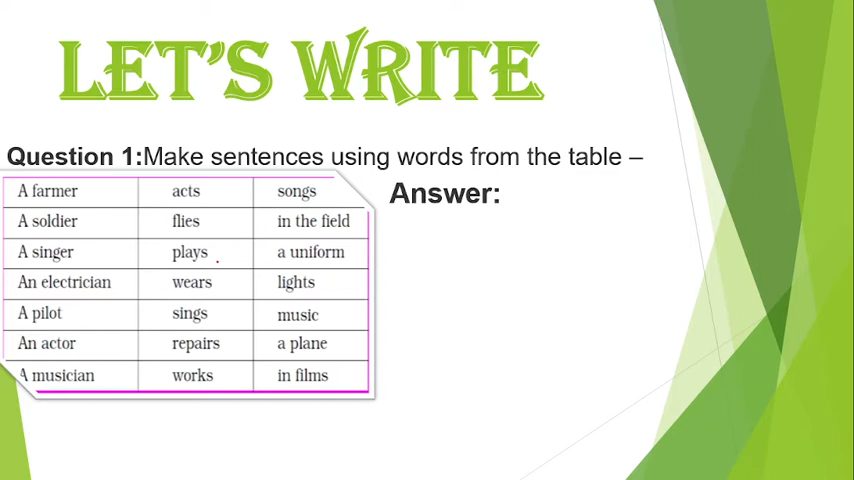 LET'S WRITE
Question 1:Make sentences using words from the table –
Answer:
A farmer acts songs
A soldier flies in the field
A singer plays a uniform
An electrician wears lights
A pilot sings music
An actor repairs a plane
A musician works in films